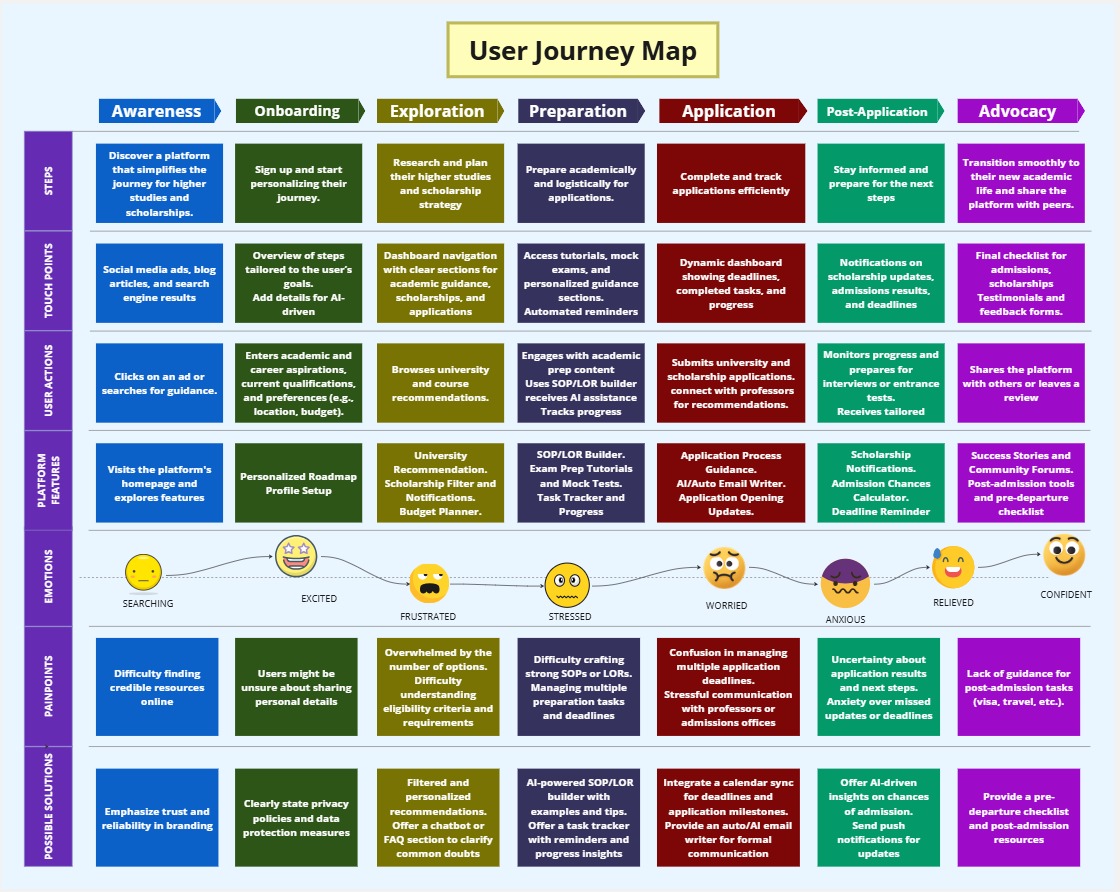 User Journey Map
Awareness
Onboarding
Exploration
Preparation
Application
Post-Application
Advocacy
STEPS
Discover a platform
that simplifies the
journey for higher
studies and
scholarships.
Sign up and start
personalizing their
journey.
Research and plan
their higher studies
and scholarship
strategy
Prepare academically
and logistically for
applications.
Complete and track
applications efficiently
Stay informed and
prepare for the next
steps
Transition smoothly to
their new academic
life and share the
platform with peers.
TOUCH POINTS
Social media ads, blog
articles, and search
engine results
Overview of steps
tailored to the user's
goals.
Add details for AI-
driven
Dashboard navigation
with clear sections for
academic guidance,
scholarships, and
applications
Access tutorials, mock
exams, and
personalized guidance
sections.
Automated reminders
Dynamic dashboard
showing deadlines,
completed tasks, and
progress
Notifications on
scholarship updates,
admissions results,
and deadlines
Final checklist for
admissions,
scholarships
Testimonials and
feedback forms.
USER ACTIONS
Clicks on an ad or
searches for guidance.
Enters academic and
career aspirations,
current qualifications,
and preferences (e.g.,
location, budget).
Browses university
and course
recommendations.
Engages with academic
prep content
Uses SOP/LOR builder
receives AI assistance
Tracks progress
Submits university and
scholarship applications.
connect with professors
for recommendations.
Monitors progress and
prepares for
interviews or entrance
tests.
Receives tailored
Shares the platform
with others or leaves a
review
PLATFORM
FEATURES
Visits the platform's
homepage and
explores features
Personalized Roadmap
Profile Setup
University
Recommendation.
Scholarship Filter and
Notifications.
Budget Planner.
SOP/LOR Builder.
Exam Prep Tutorials
and Mock Tests.
Task Tracker and
Progress
Application Process
Guidance.
AI/Auto Email Writer.
Application Opening
Updates.
Scholarship
Notifications.
Admission Chances
Calculator.
Deadline Reminder
Success Stories and
Community Forums.
Post-admission tools
and pre-departure
checklist
EMOTIONS
SEARCHING
EXCITED
FRUSTRATED
STRESSED
WORRIED
ANXIOUS
RELIEVED
CONFIDENT
PAINPOINTS
Difficulty finding
credible resources
online
Users might be
unsure about sharing
personal details
Overwhelmed by the
number of options.
Difficulty
understanding
eligibility criteria and
requirements
Difficulty crafting
strong SOPs or LORs.
Managing multiple
preparation tasks
and deadlines
Confusion in managing
multiple application
deadlines.
Stressful communication
with professors or
admissions offices
Uncertainty about
application results
and next steps.
Anxiety over missed
updates or deadlines
Lack of guidance for
post-admission tasks
(visa, travel, etc.).
POSSIBLE SOLUTIONS
Emphasize trust and
reliability in branding
Clearly state privacy
policies and data
protection measures
Filtered and
personalized
recommendations.
Offer a chatbot or
FAQ section to clarify
common doubts
AI-powered SOP/LOR
builder with
examples and tips.
Offer a task tracker
with reminders and
progress insights
Integrate a calendar sync
for deadlines and
application milestones.
Provide an auto/AI email
writer for formal
communication
Offer AI-driven
insights on chances
of admission.
Send push
notifications for
updates
Provide a pre-
departure checklist
and post-admission
resources